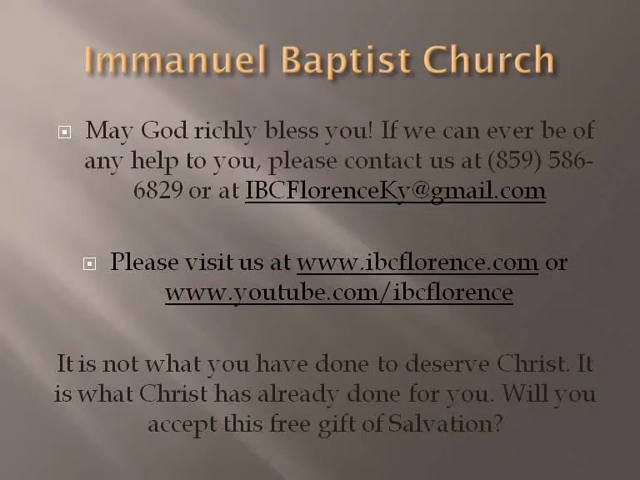 Immanuel Baptist Church
May God richly bless you! If we can ever be of
any help to you, please contact us at (859) 586-
6829 or at IBCFlorenceKy@gmail.com
Please visit us at www.ibcflorence.com or
www.youtube.com/ibcflorence
It is not what you have done to deserve Christ. It
is what Christ has already done for you. Will you
accept this free gift of Salvation?